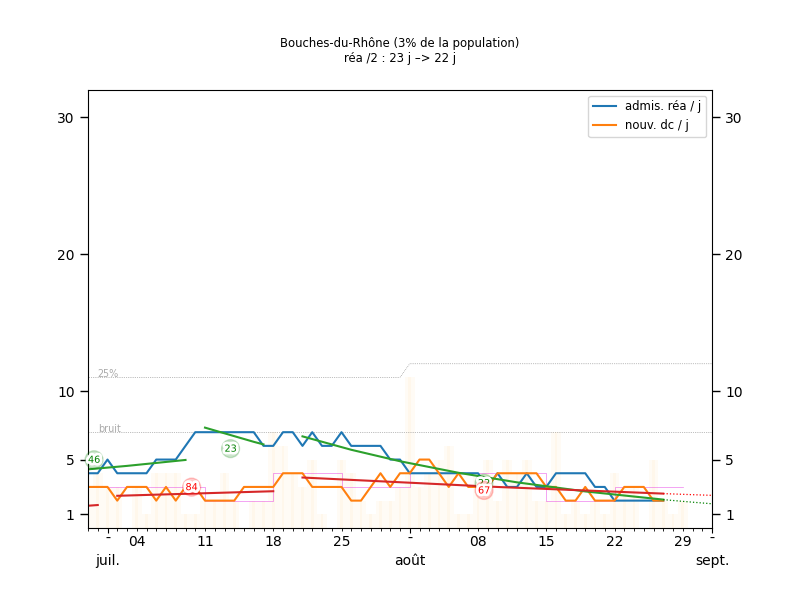 Bouches-du-Rhône (3% de la population)
réa /2 : 23 j –> 22 j
admis. réa / j
nouv. dc / j
30 30
20 20
25%
10 10
bruit
46
23
5 5
84
67
1 1
- 04 11 18 25 - 08 15 22 29 -
juil. août sept.